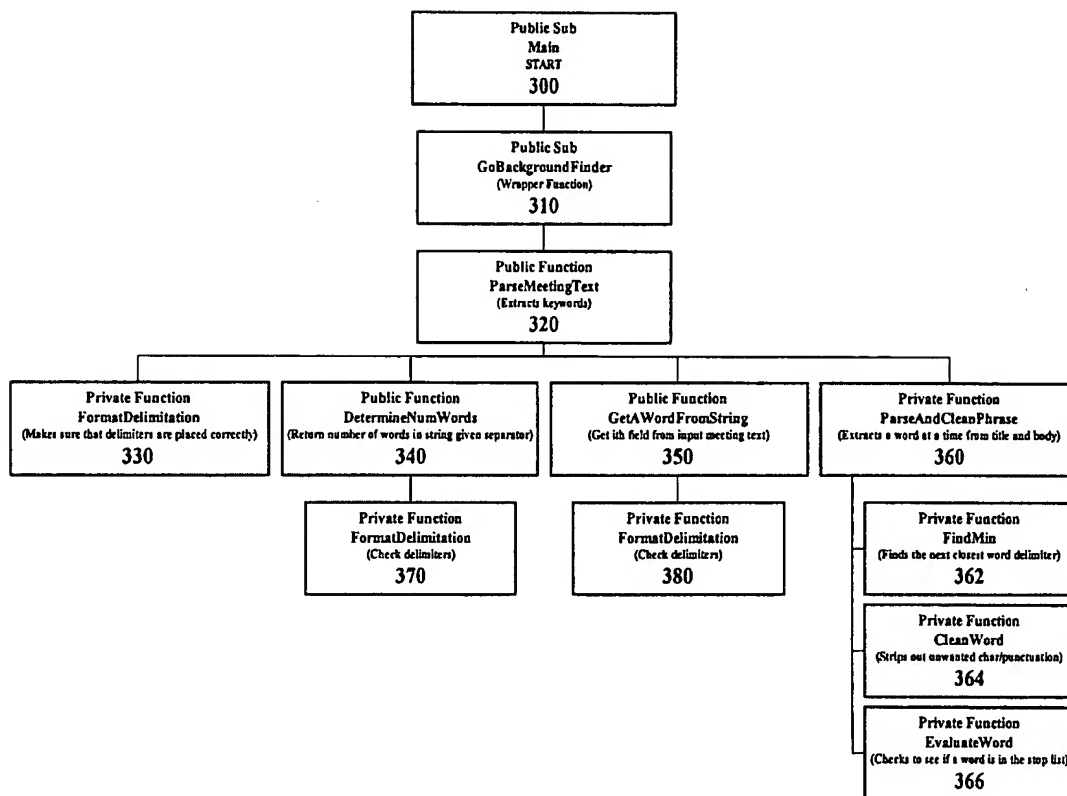 Public Sub
Main
START
300
Public Sub
GoBackgroundFinder
(Wrapper Function)
310
Public Function
ParseMeetingText
(Extracts keywords)
320
Private Function
FormatDelimitation
(Makes sure that delimiters are placed correctly)
330
Public Function
DetermineNumWords
(Return number of words in string given separator)
340
Public Function
GetAWordFromString
(Get ith field from input meeting text)
350
Private Function
ParseAndCleanPhrase
(Extracts a word at a time from title and body)
360
Private Function
FormatDelimitation
(Check delimiters)
370
Private Function
FormatDelimitation
(Check delimiters)
380
Private Function
FindMin
(Finds the next closest word delimiter)
362
Private Function
CleanWord
(Strips out unwanted char/punctuation)
364
Private Function
EvaluateWord
(Checks to see if a word is in the stop list)
366